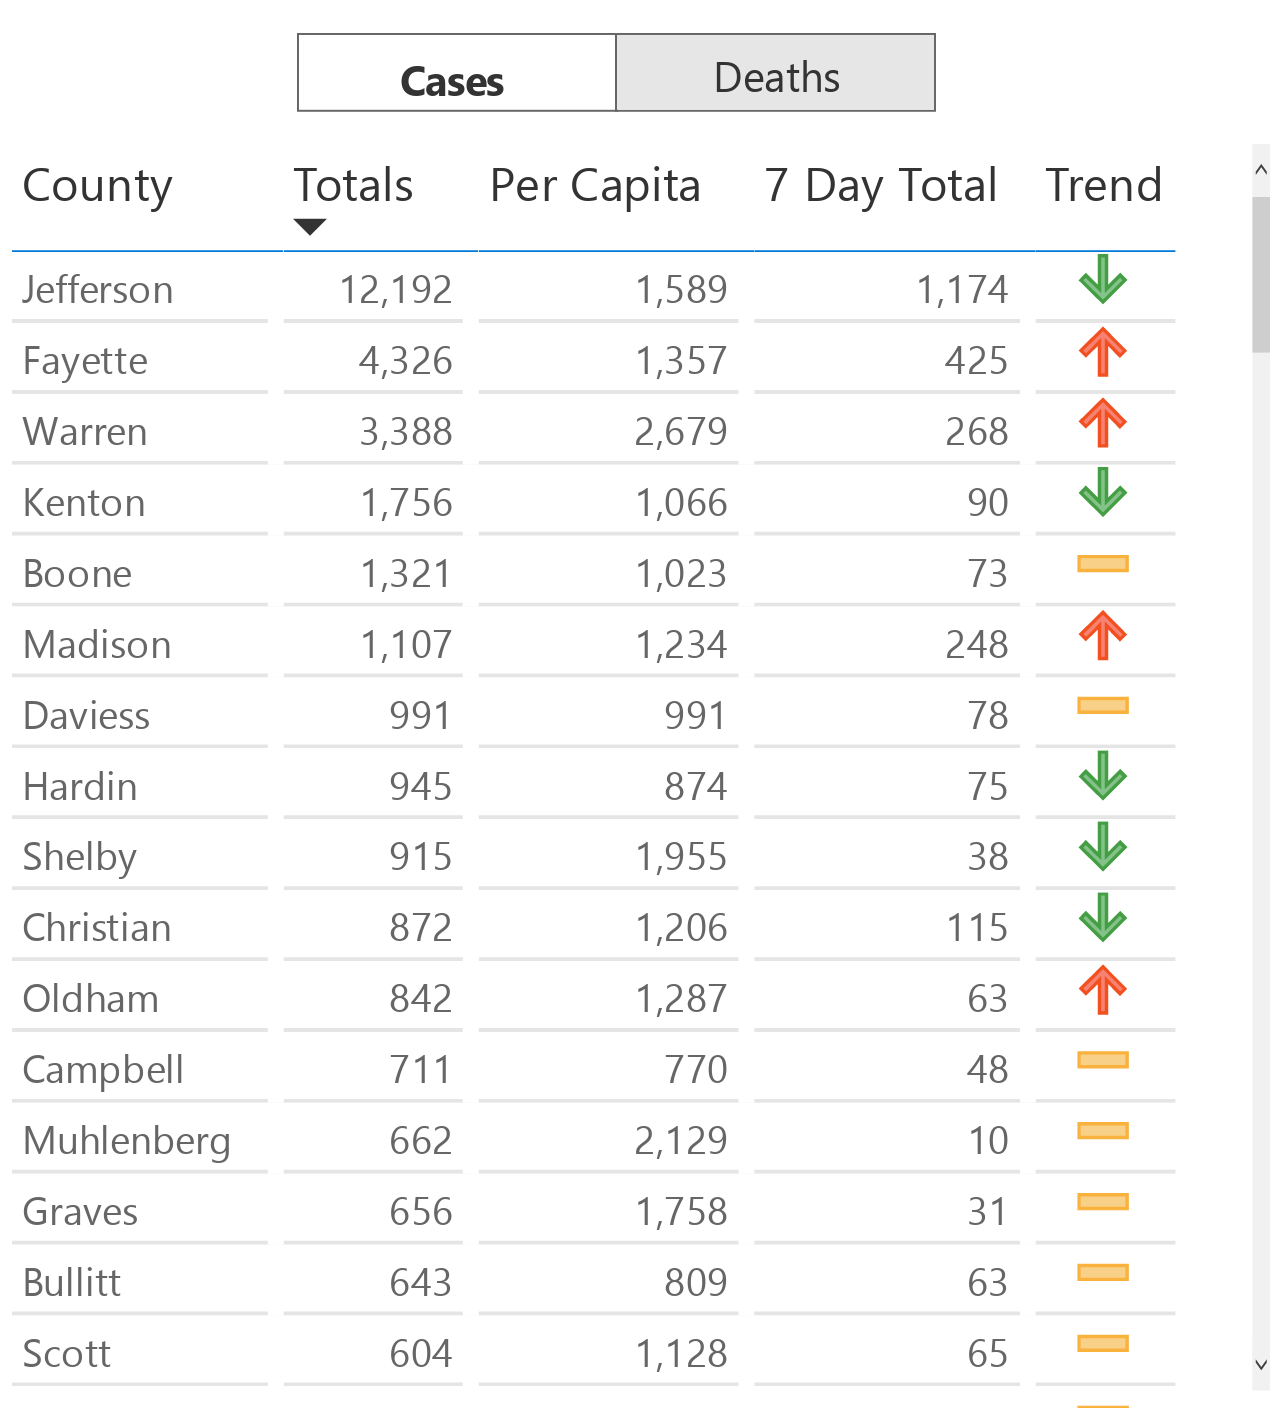 Cases Deaths
County Totals Per Capita 7 Day Total Trend
Jefferson 12,192 1,589 1,174
Fayette 4,326 1,357 425
Warren 3,388 2,679 268
Kenton 1,756 1,066 90
Boone 1,321 1,023 73
Madison 1,107 1,234 248
Daviess 991 991 78
Hardin 945 874 75
Shelby 915 1,955 38
Christian 872 1,206 115
Oldham 842 1,287 63
Campbell 711 770 48
Muhlenberg 662 2,129 10
Graves 656 1,758 31
Bullitt 643 809 63
Scott 604 1,128 65